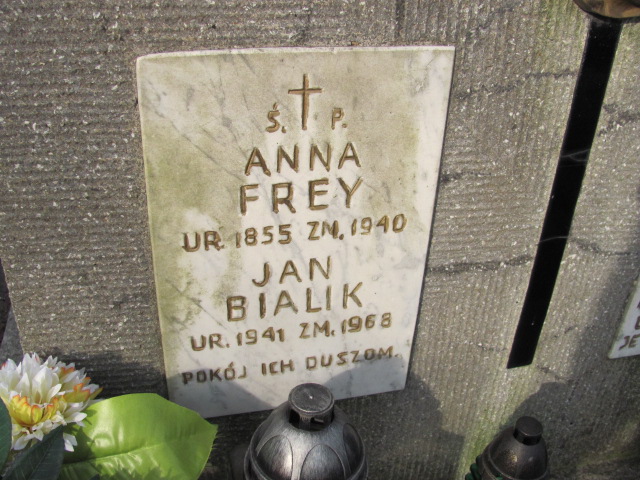 Ś. P.
ANNA
FREY
UR. 1855 ZM. 1940
JAN
BIALIK
UR. 1941 ZM. 1968
POKÓJ ICH DUSZOM.